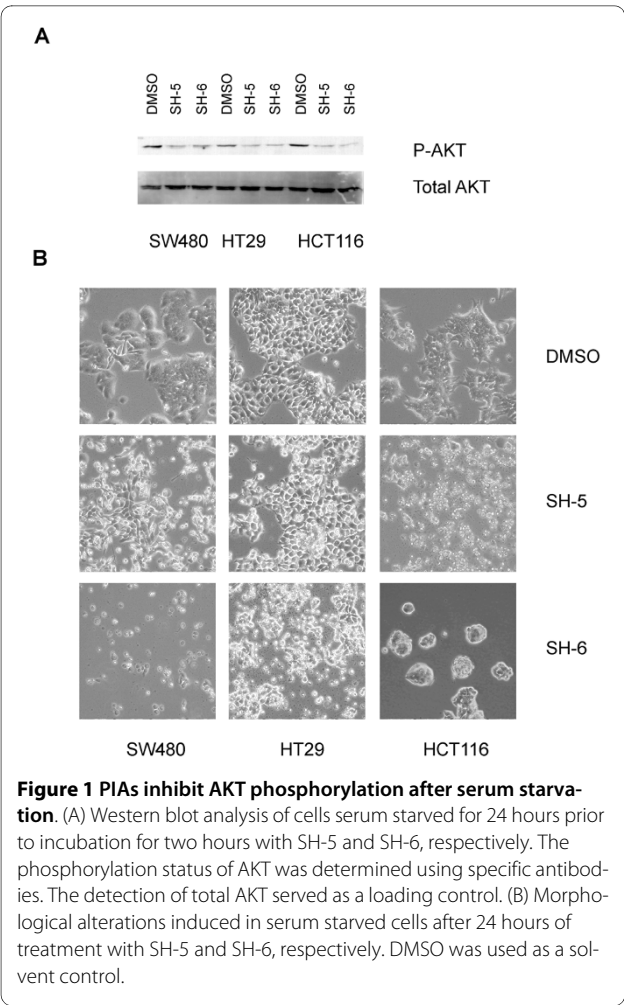 A
DMSO SH-5 SH-6 DMSO SH-5 SH-6 DMSO SH-5 SH-6
P-AKT
Total AKT
SW480 HT29 HCT116
B
DMSO
SH-5
SH-6
SW480 HT29 HCT116
Figure 1 PIAs inhibit AKT phosphorylation after serum starva-
tion. (A) Western blot analysis of cells serum starved for 24 hours prior
to incubation for two hours with SH-5 and SH-6, respectively. The
phosphorylation status of AKT was determined using specific antibod-
ies. The detection of total AKT served as a loading control. (B) Morpho-
logical alterations induced in serum starved cells after 24 hours of
treatment with SH-5 and SH-6, respectively. DMSO was used as a sol-
vent control.